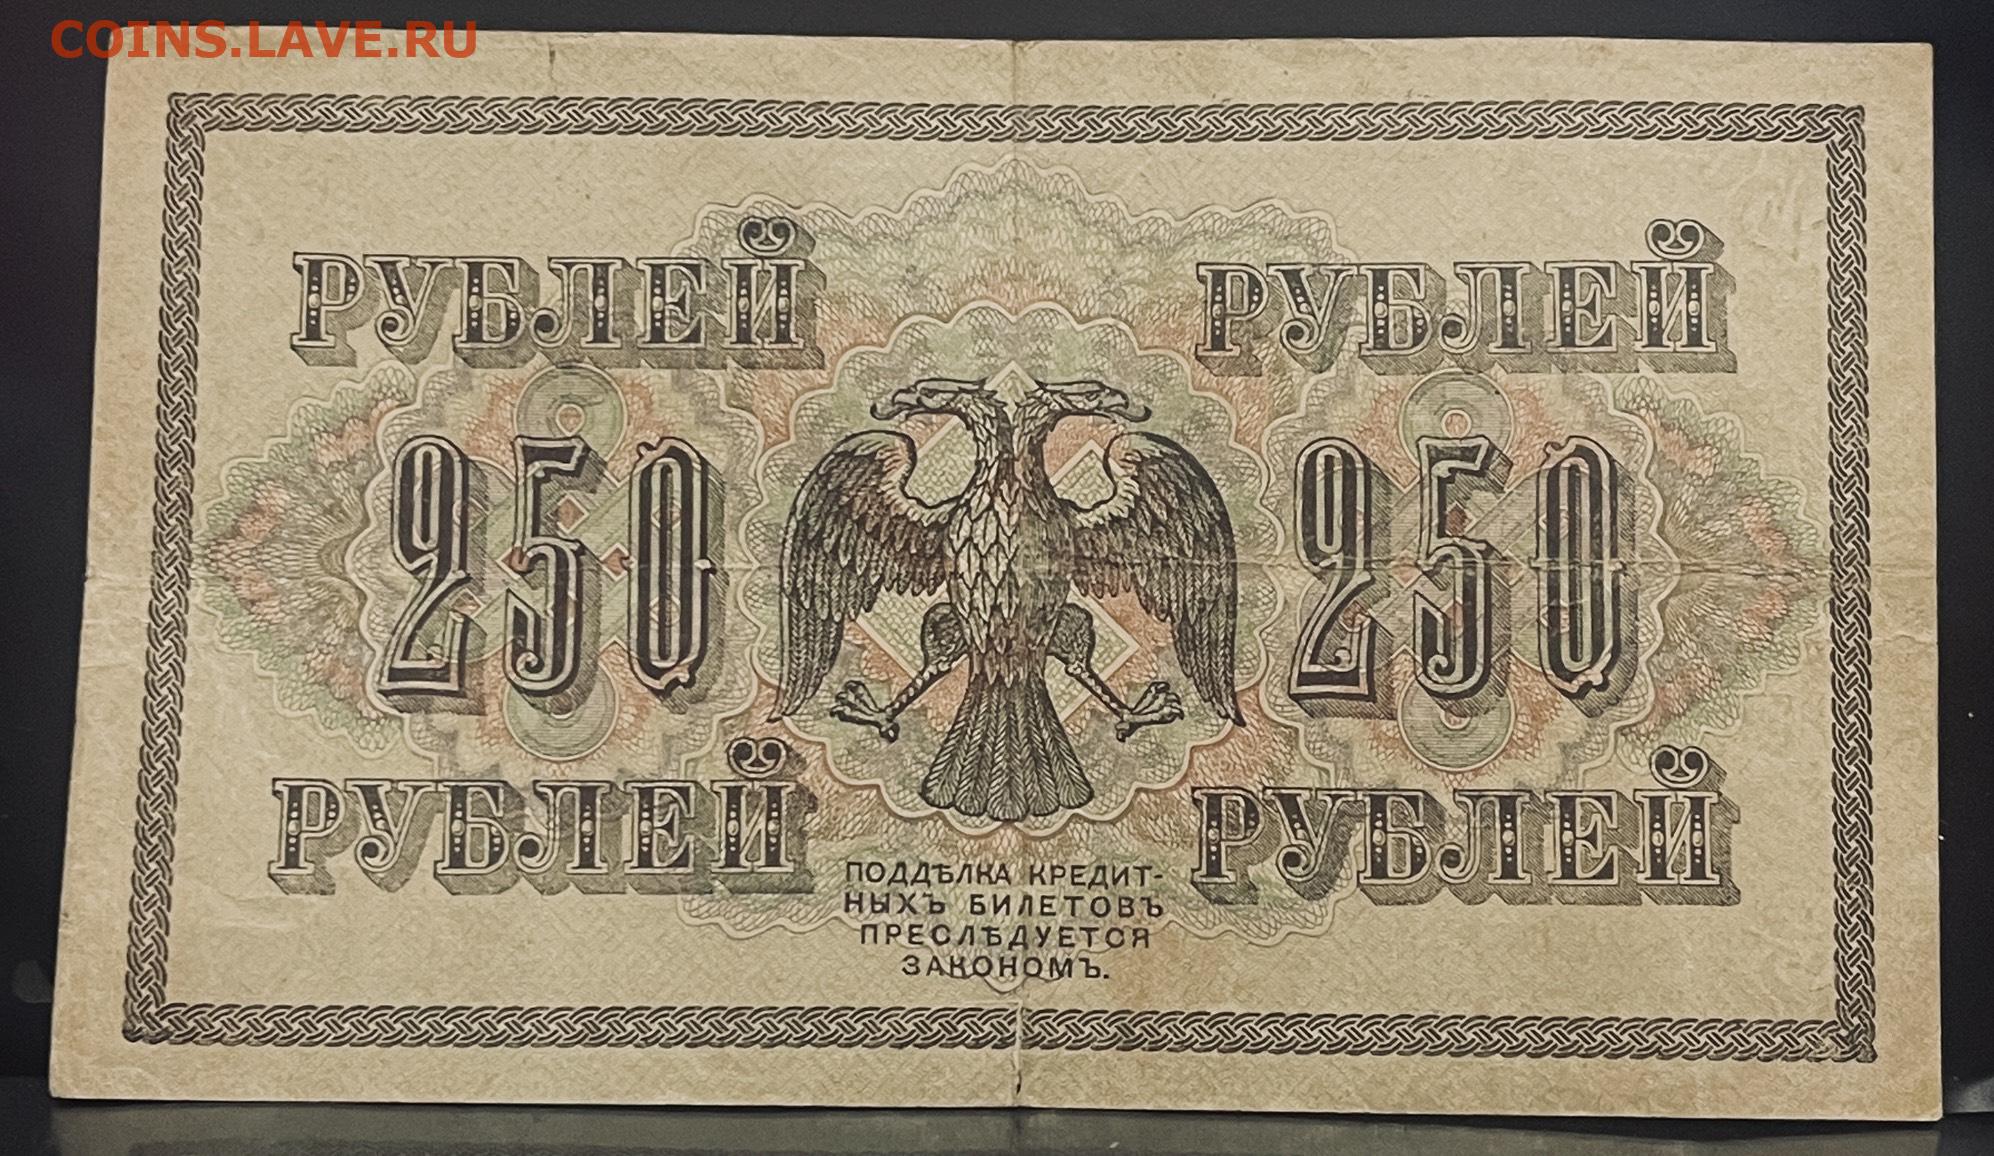 COINS.LAVE.RU
РУБЛЕЙ РУБЛЕЙ
250 250
РУБЛЕЙ РУБЛЕЙ
ПОДДѢЛКА КРЕДИТ-
НЫХЪ БИЛЕТОВЪ
ПРЕСЛѢДУЕТСЯ
ЗАКОНОМЪ.